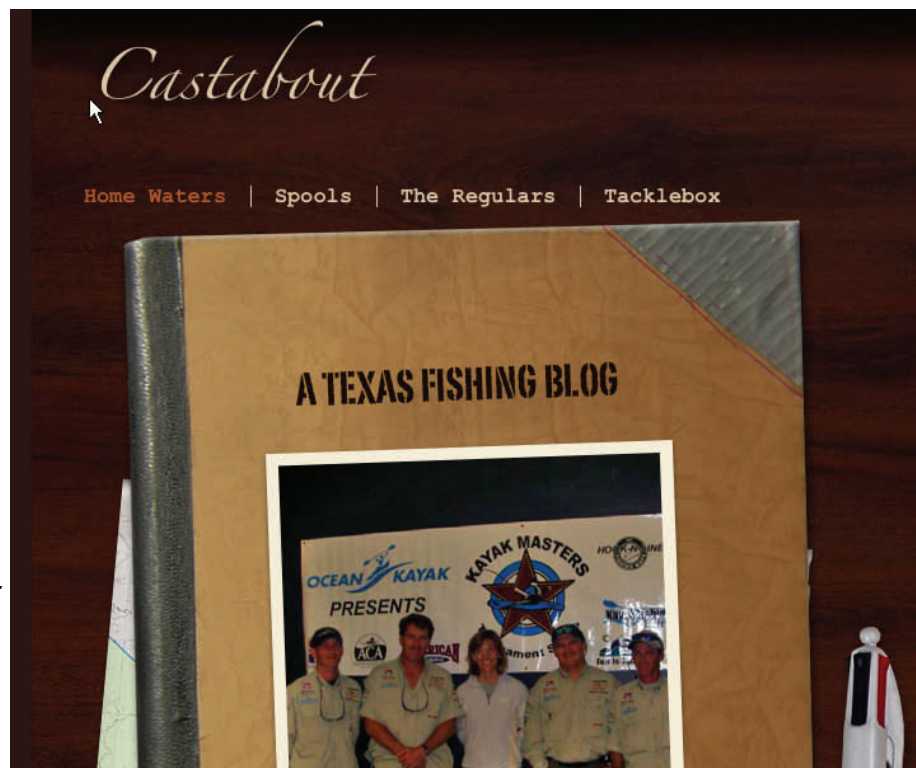 Castabout
Home Waters | Spools | The Regulars | Tacklebox
A TEXAS FISHING BLOG
OCEAN KAYAK
PRESENTS
KAYAK MASTERS
ACA